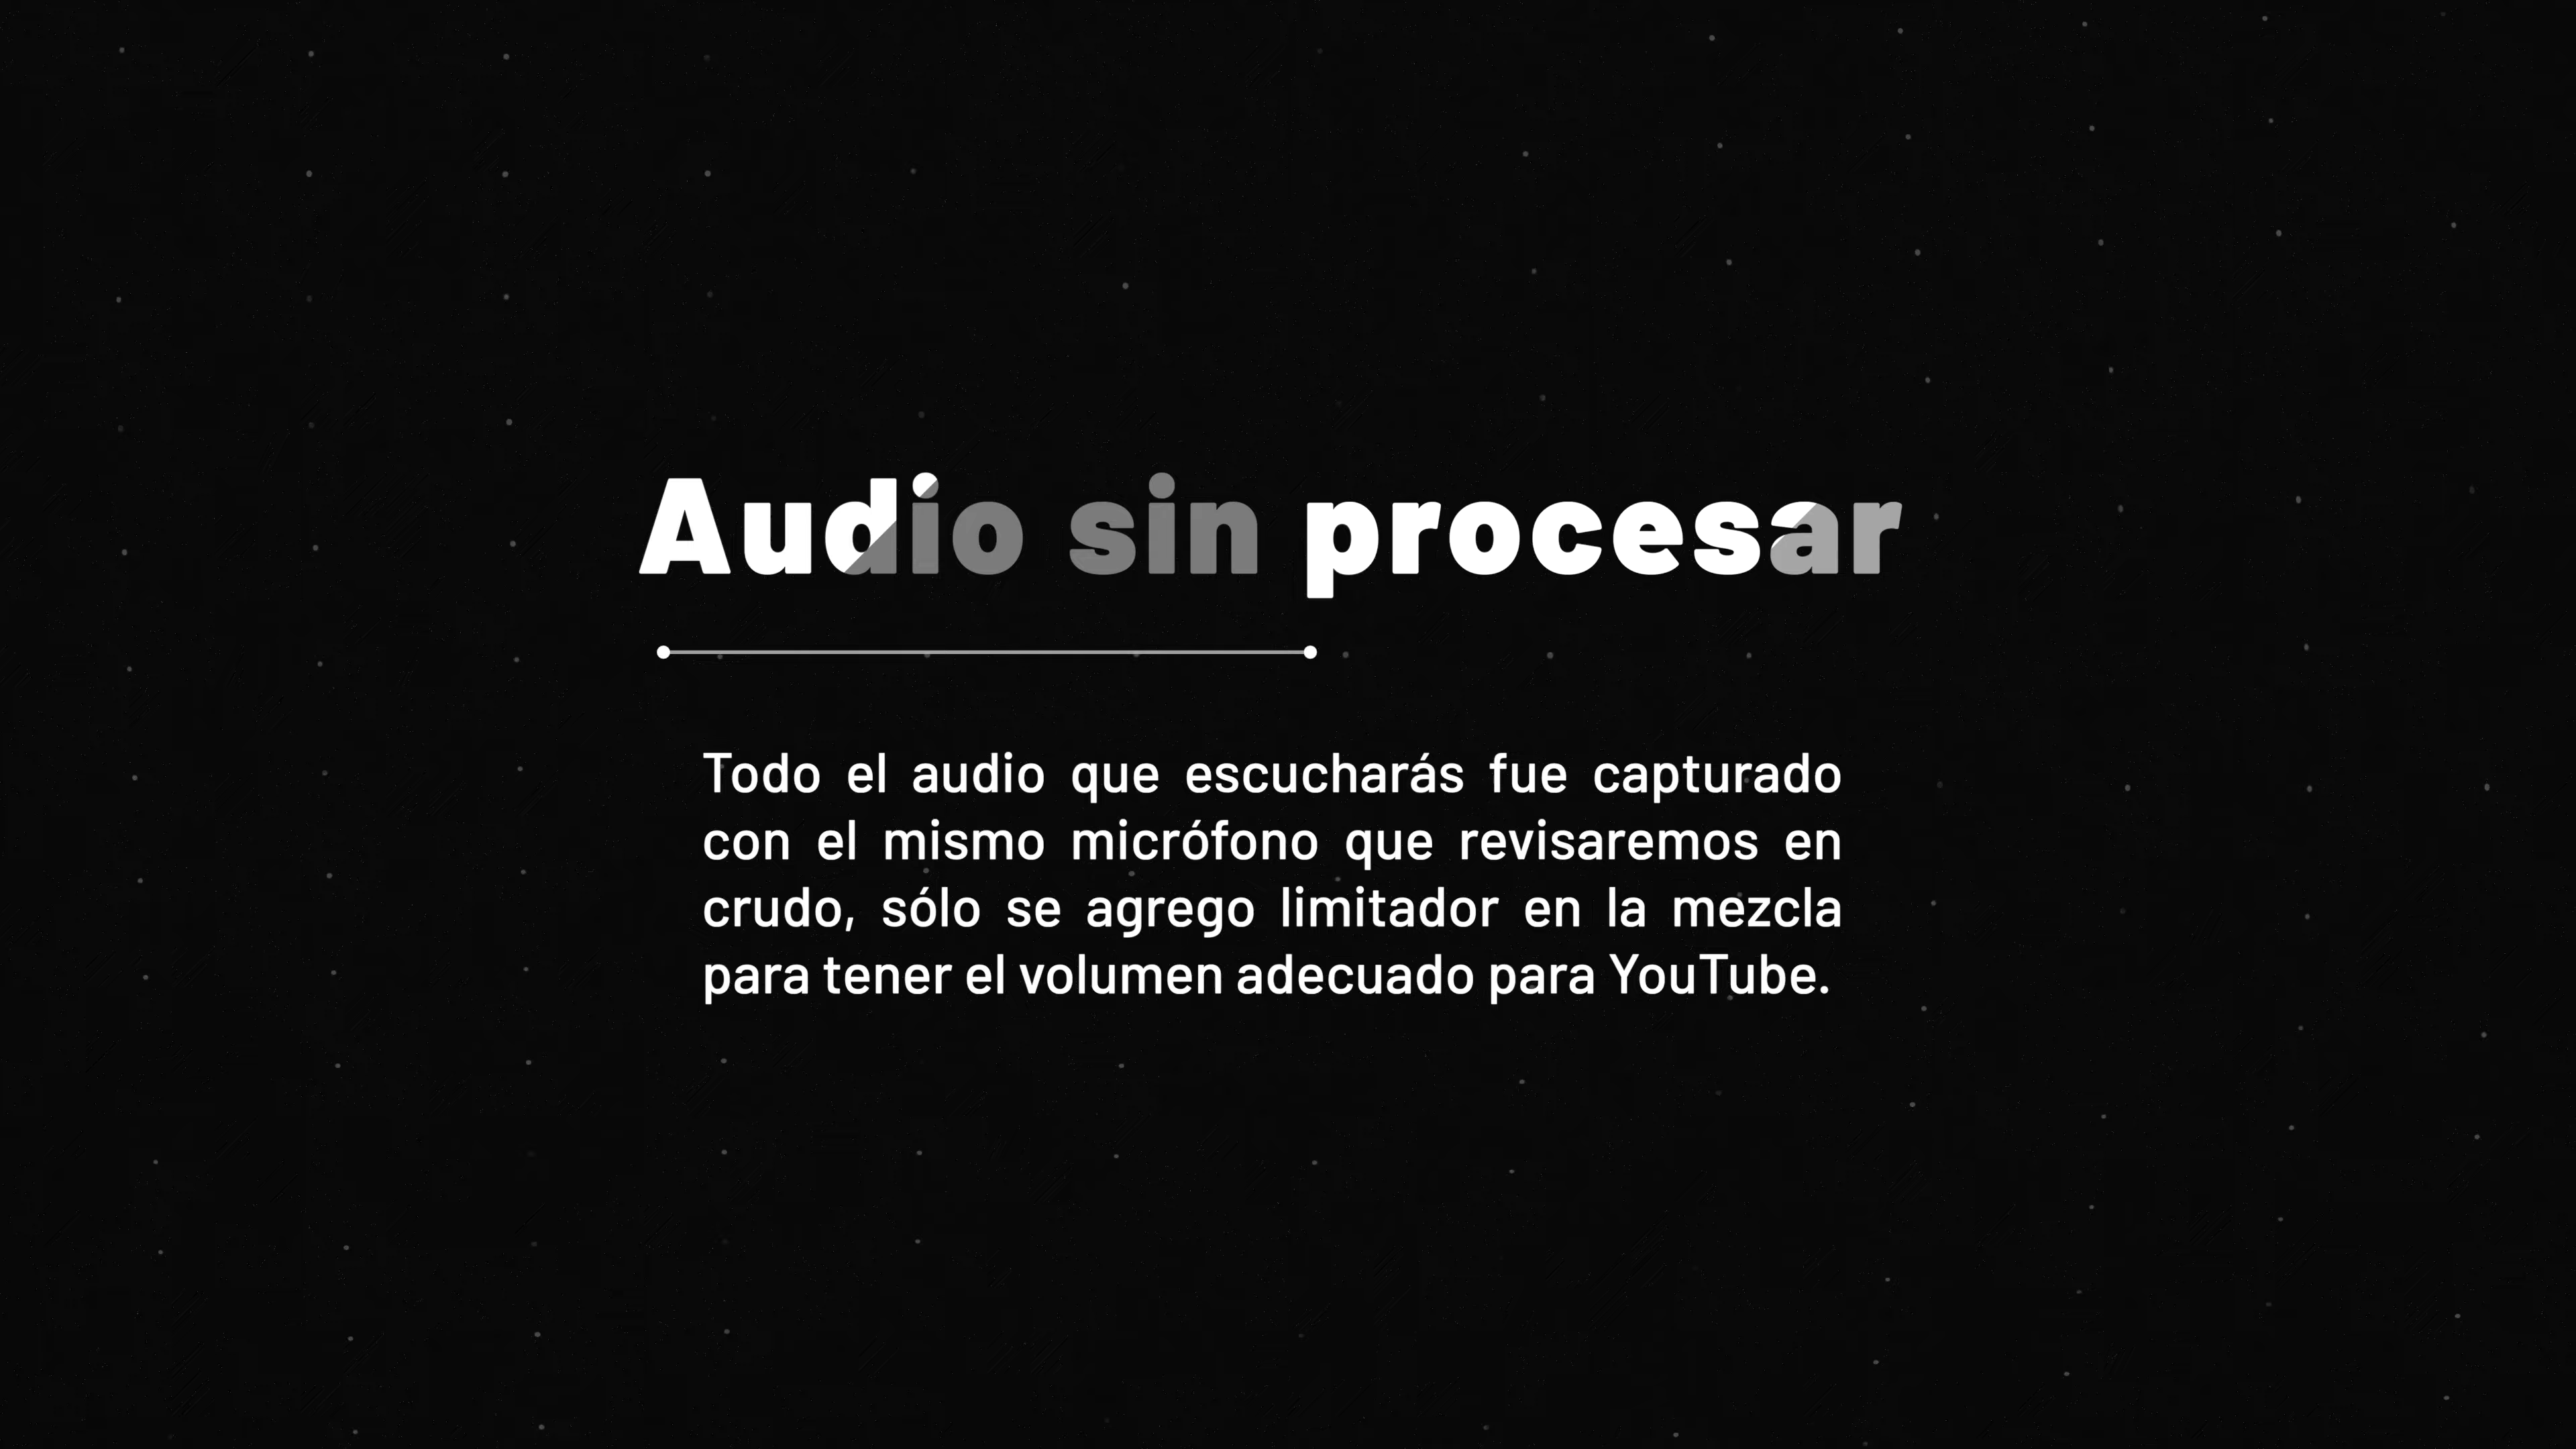 Audio sin procesar
Todo el audio que escucharás fue capturado
con el mismo micrófono que revisaremos en
crudo, sólo se agrego limitador en la mezcla
para tener el volumen adecuado para YouTube.